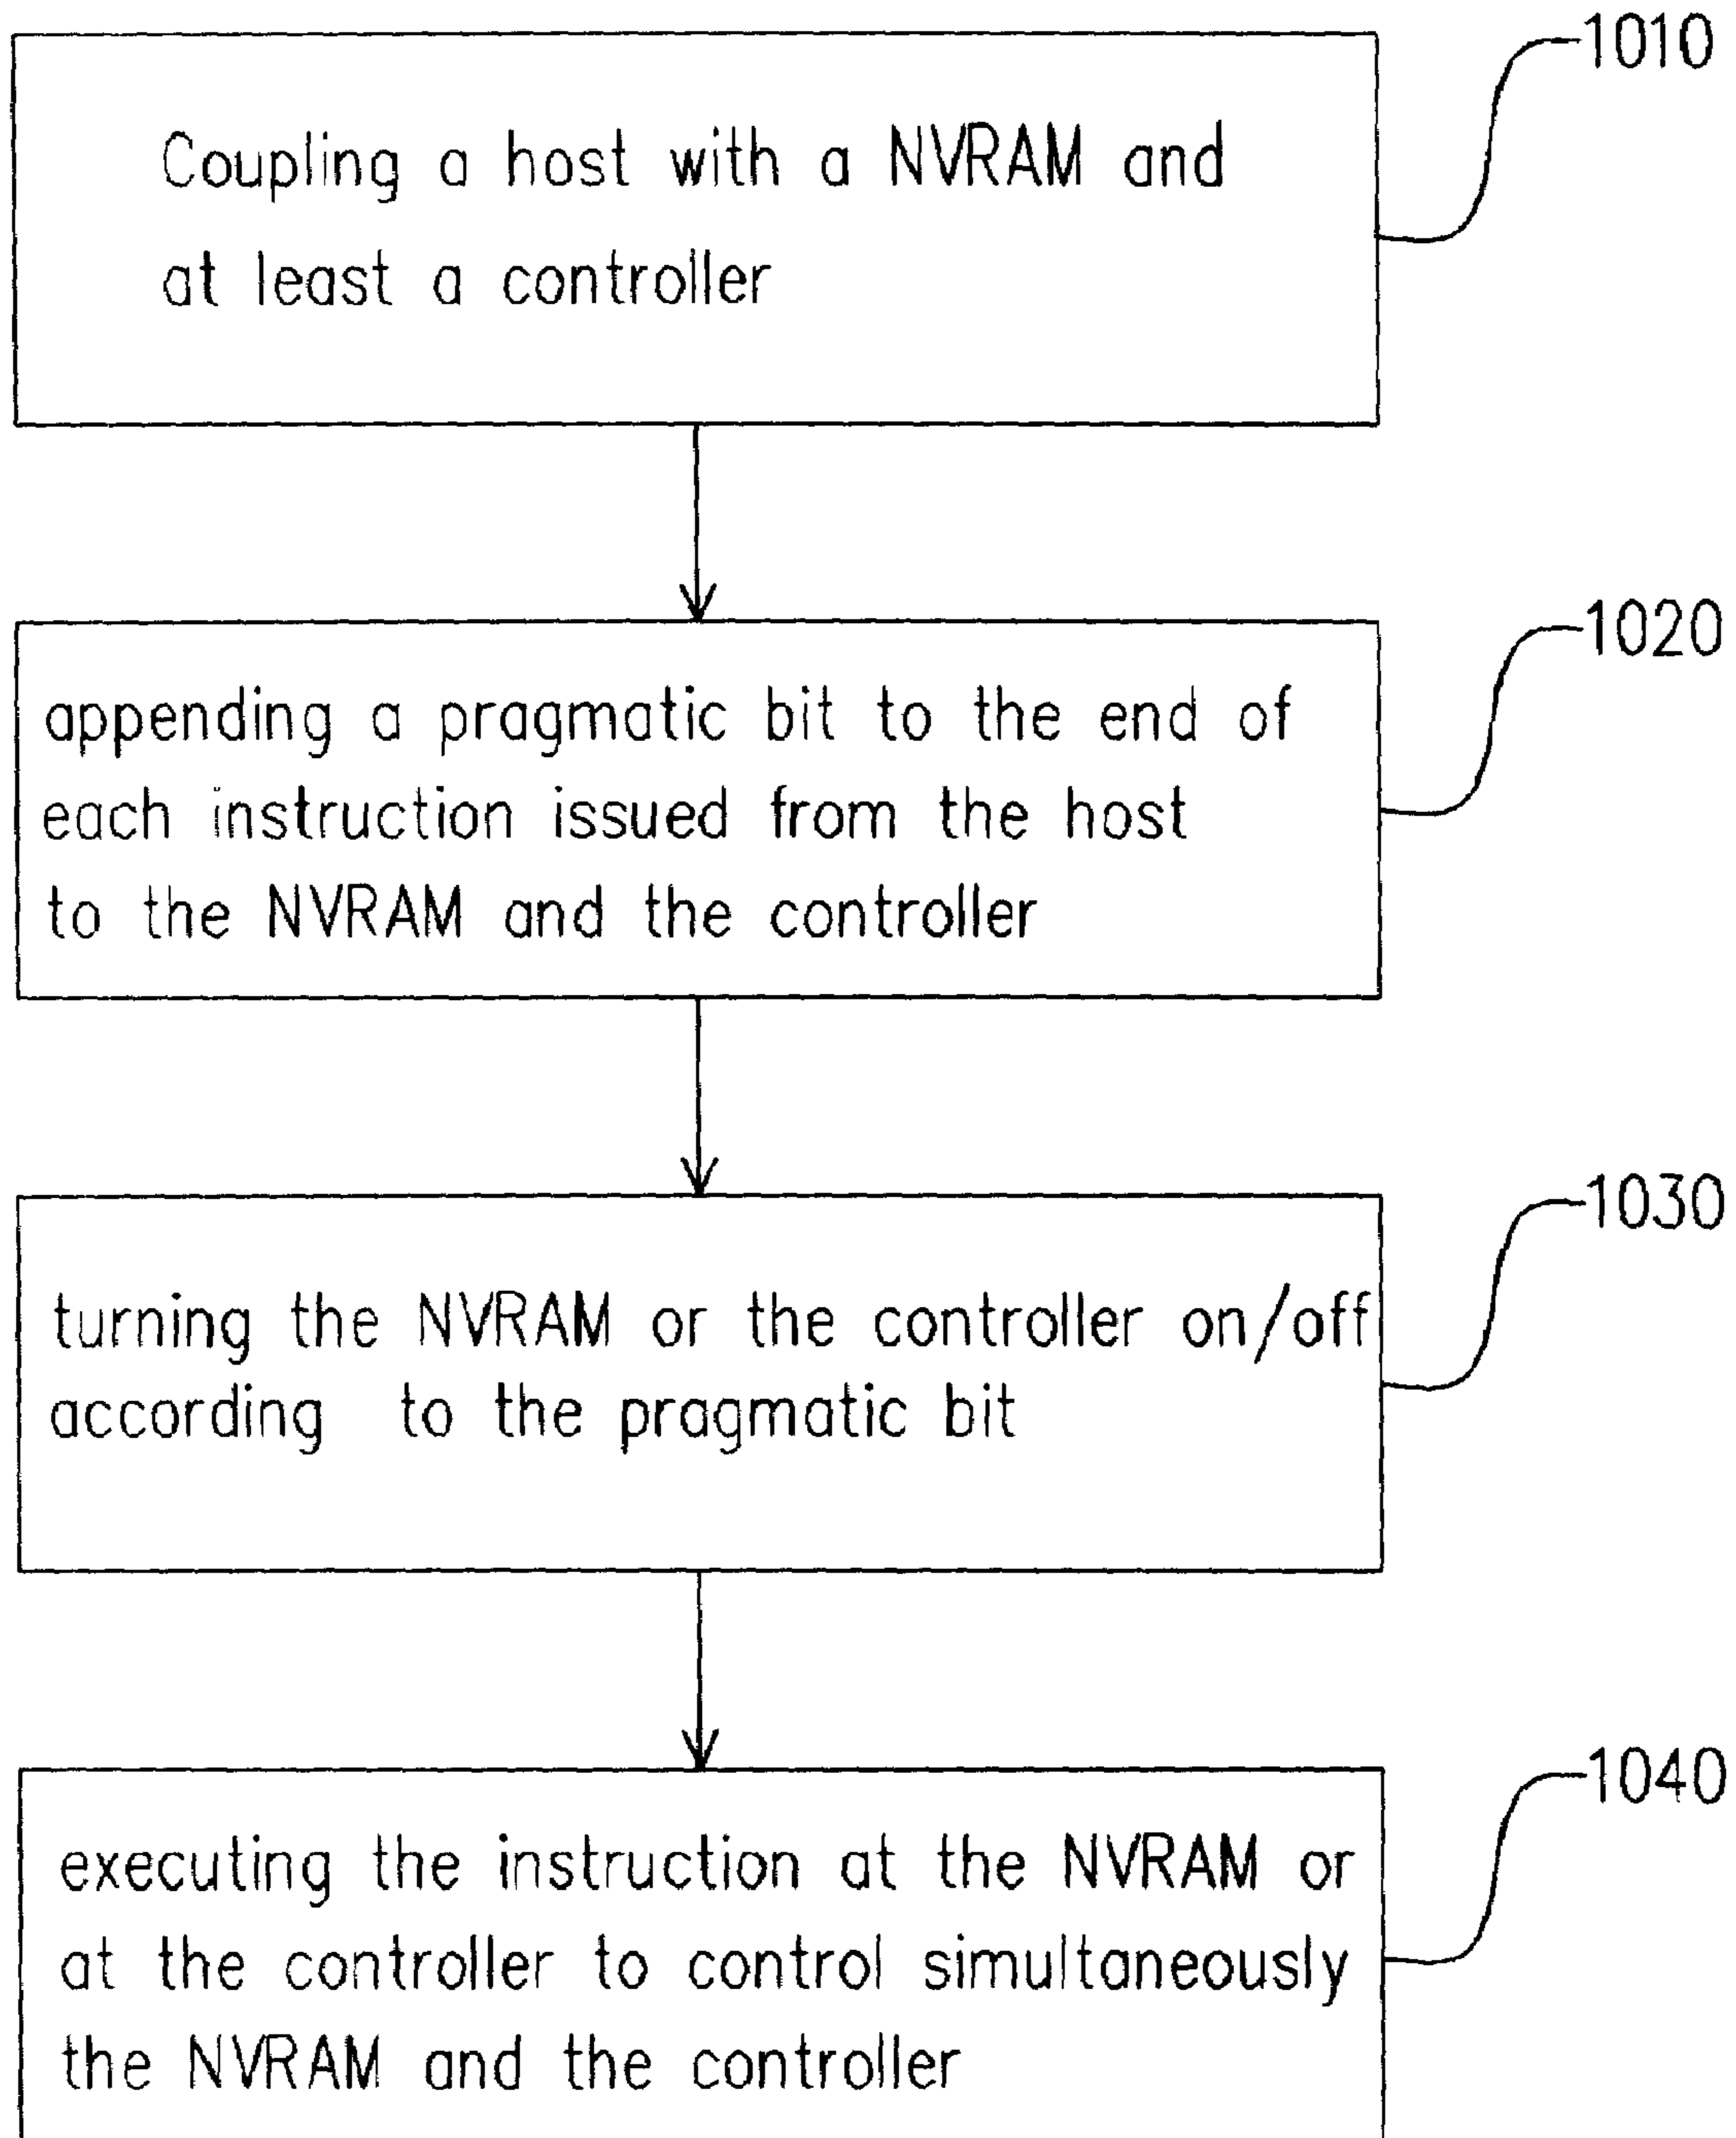 1010
Coupling a host with a NVRAM and
at least a controller
1020
appending a pragmatic bit to the end of
each instruction issued from the host
to the NVRAM and the controller
1030
turning the NVRAM or the controller on/off
according to the pragmatic bit
1040
executing the instruction at the NVRAM or
at the controller to control simultaneously
the NVRAM and the controller